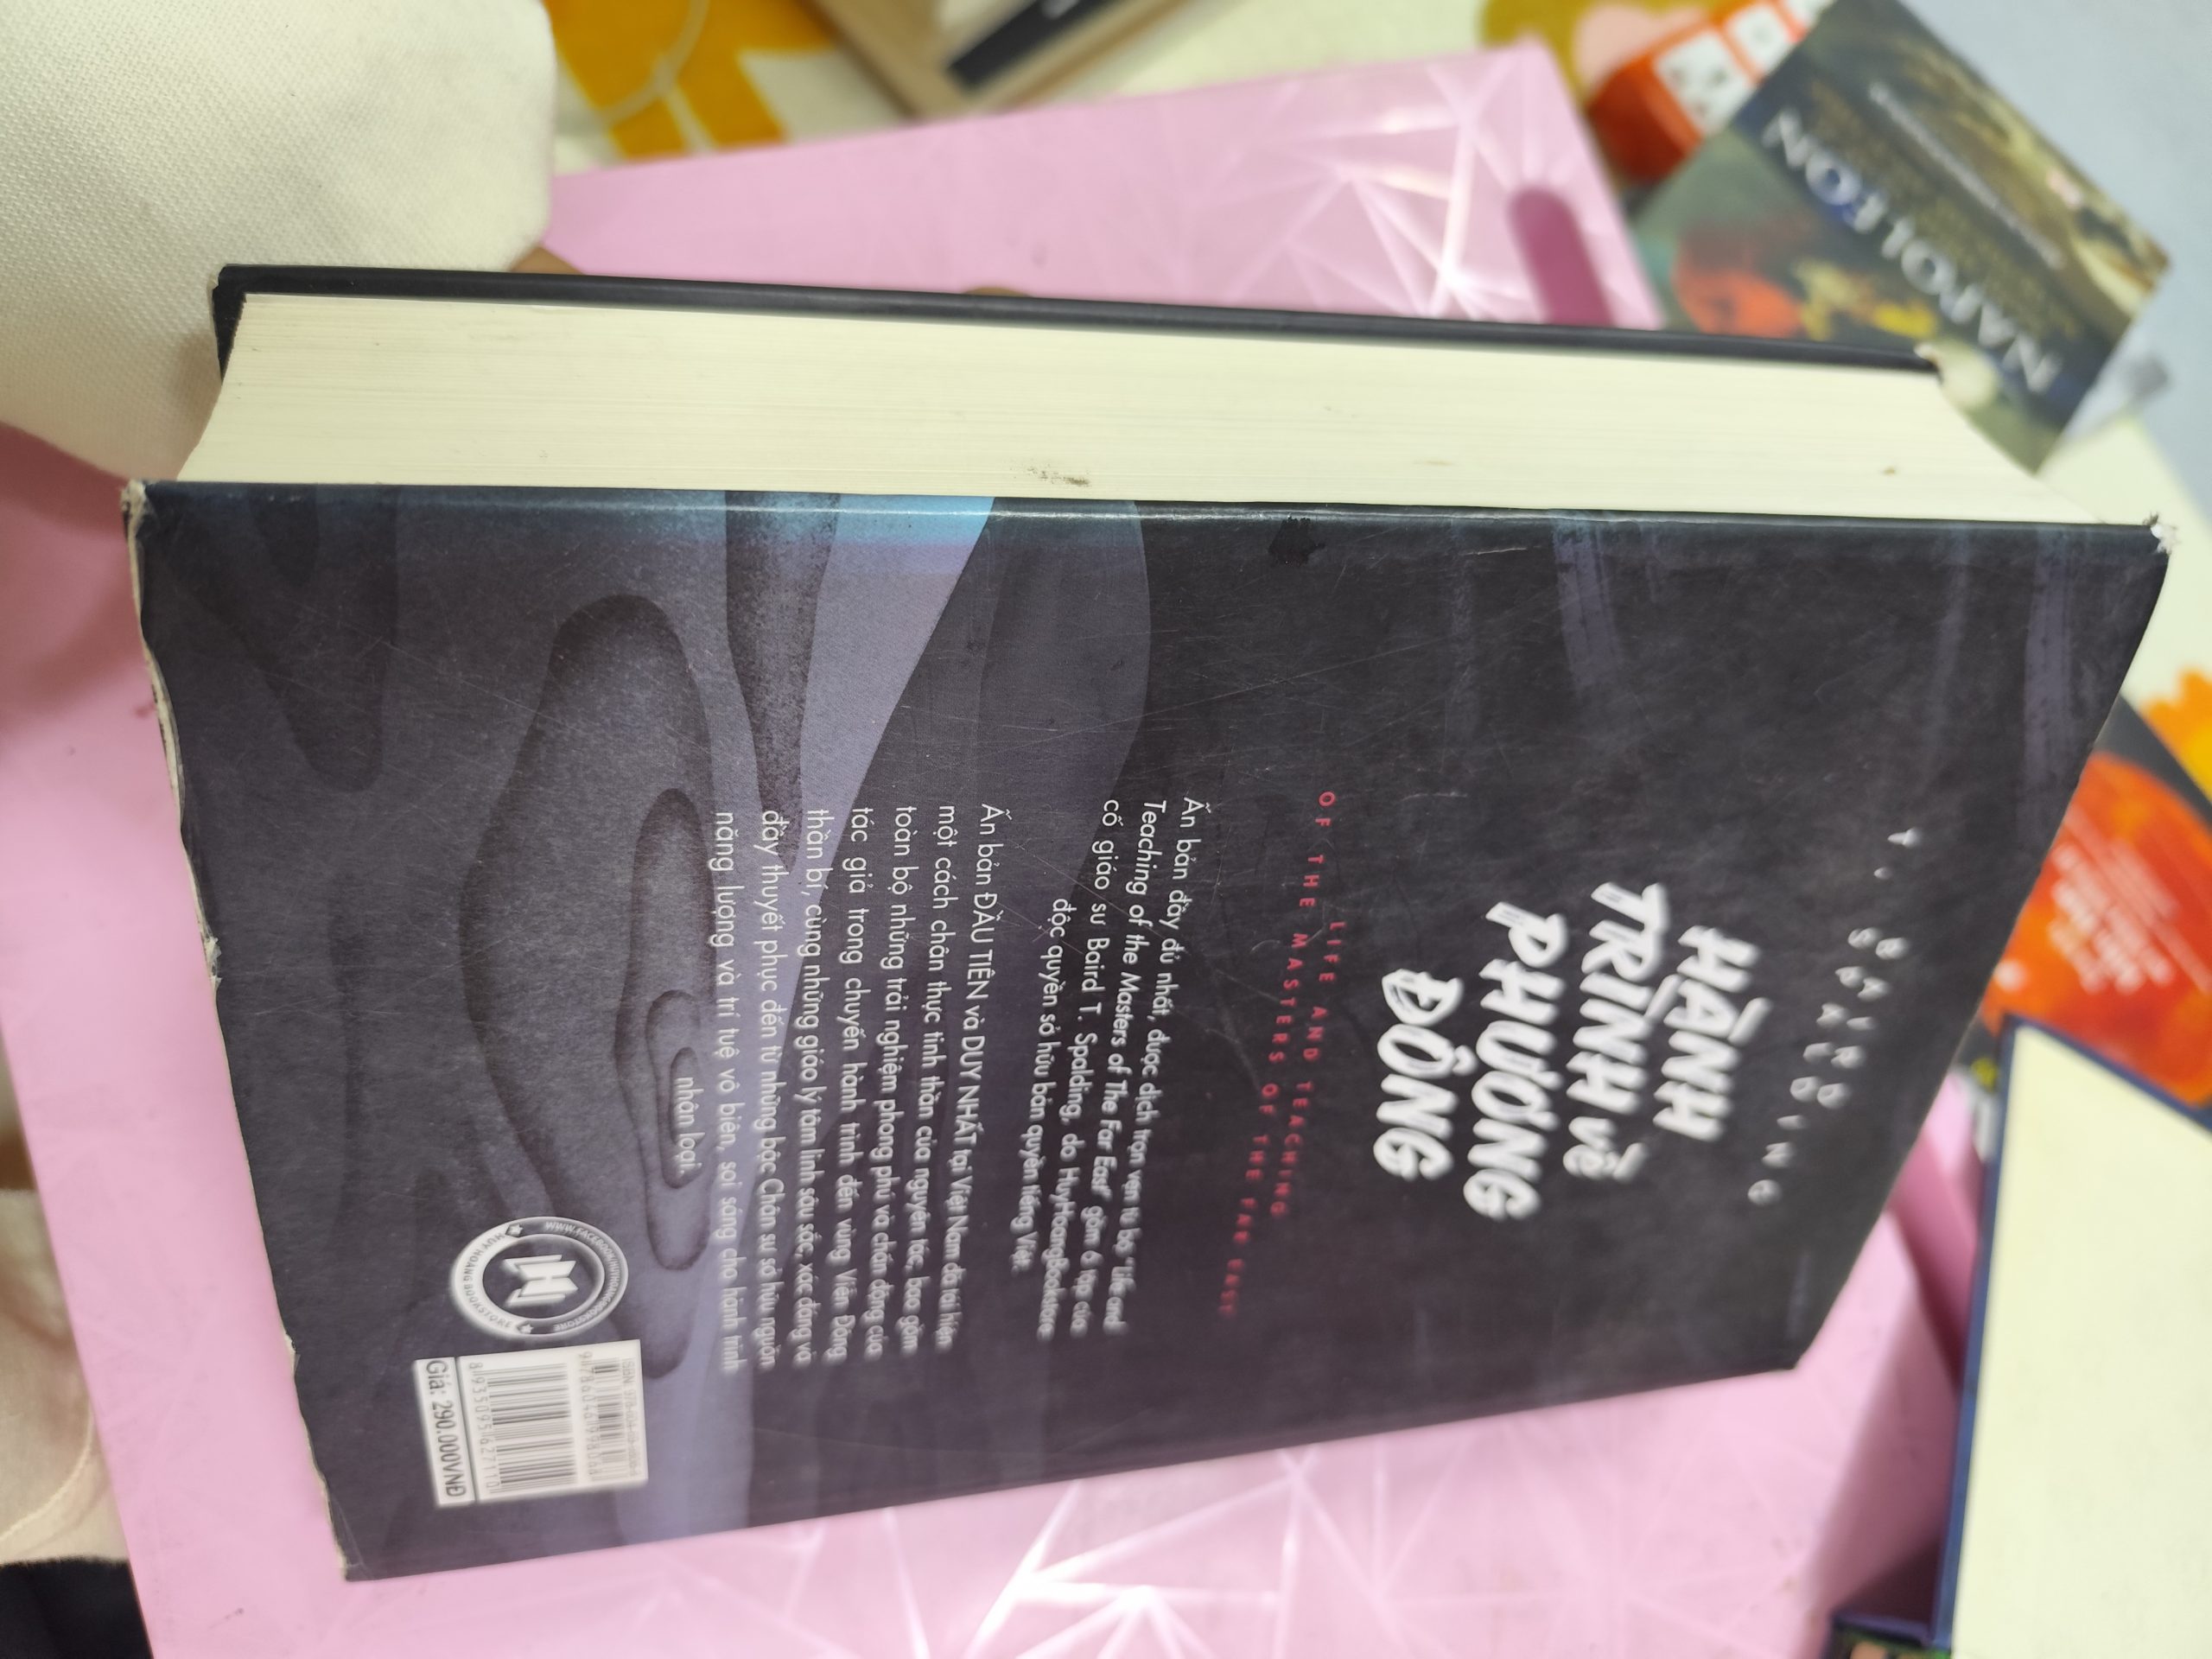 T. BAIRD
SPALDING
HÀNH
TRÌNH về
PHƯƠNG
ĐÔNG
LIFE AND TEACHING
OF THE MASTERS OF THE FAR EAST
Ấn bản đầy đủ nhất, được dịch trọn vẹn từ bộ "Life and
Teaching of the Masters of The Far East" gồm 6 tập của
cố giáo sư Baird T. Spalding, do HuyHoangBookstore
độc quyền sở hữu bản quyền tiếng Việt.
Ấn bản ĐẦU TIÊN và DUY NHẤT tại Việt Nam đã tái hiện
một cách chân thực tinh thần của nguyên tác, bao gồm
toàn bộ những trải nghiệm phong phú và chấn động của
tác giả trong chuyến hành trình đến vùng Viễn Đông
thần bí, cùng những giáo lý tâm linh sâu sắc, xác đáng và
đầy thuyết phục đến từ những bậc Chân sư sở hữu nguồn
năng lượng và trí tuệ vô biên, soi sáng cho hành trình
nhân loại.
HUYHOANG BOOKSTORE
8935095627110
Giá: 290.000VNĐ
NAPOLEON